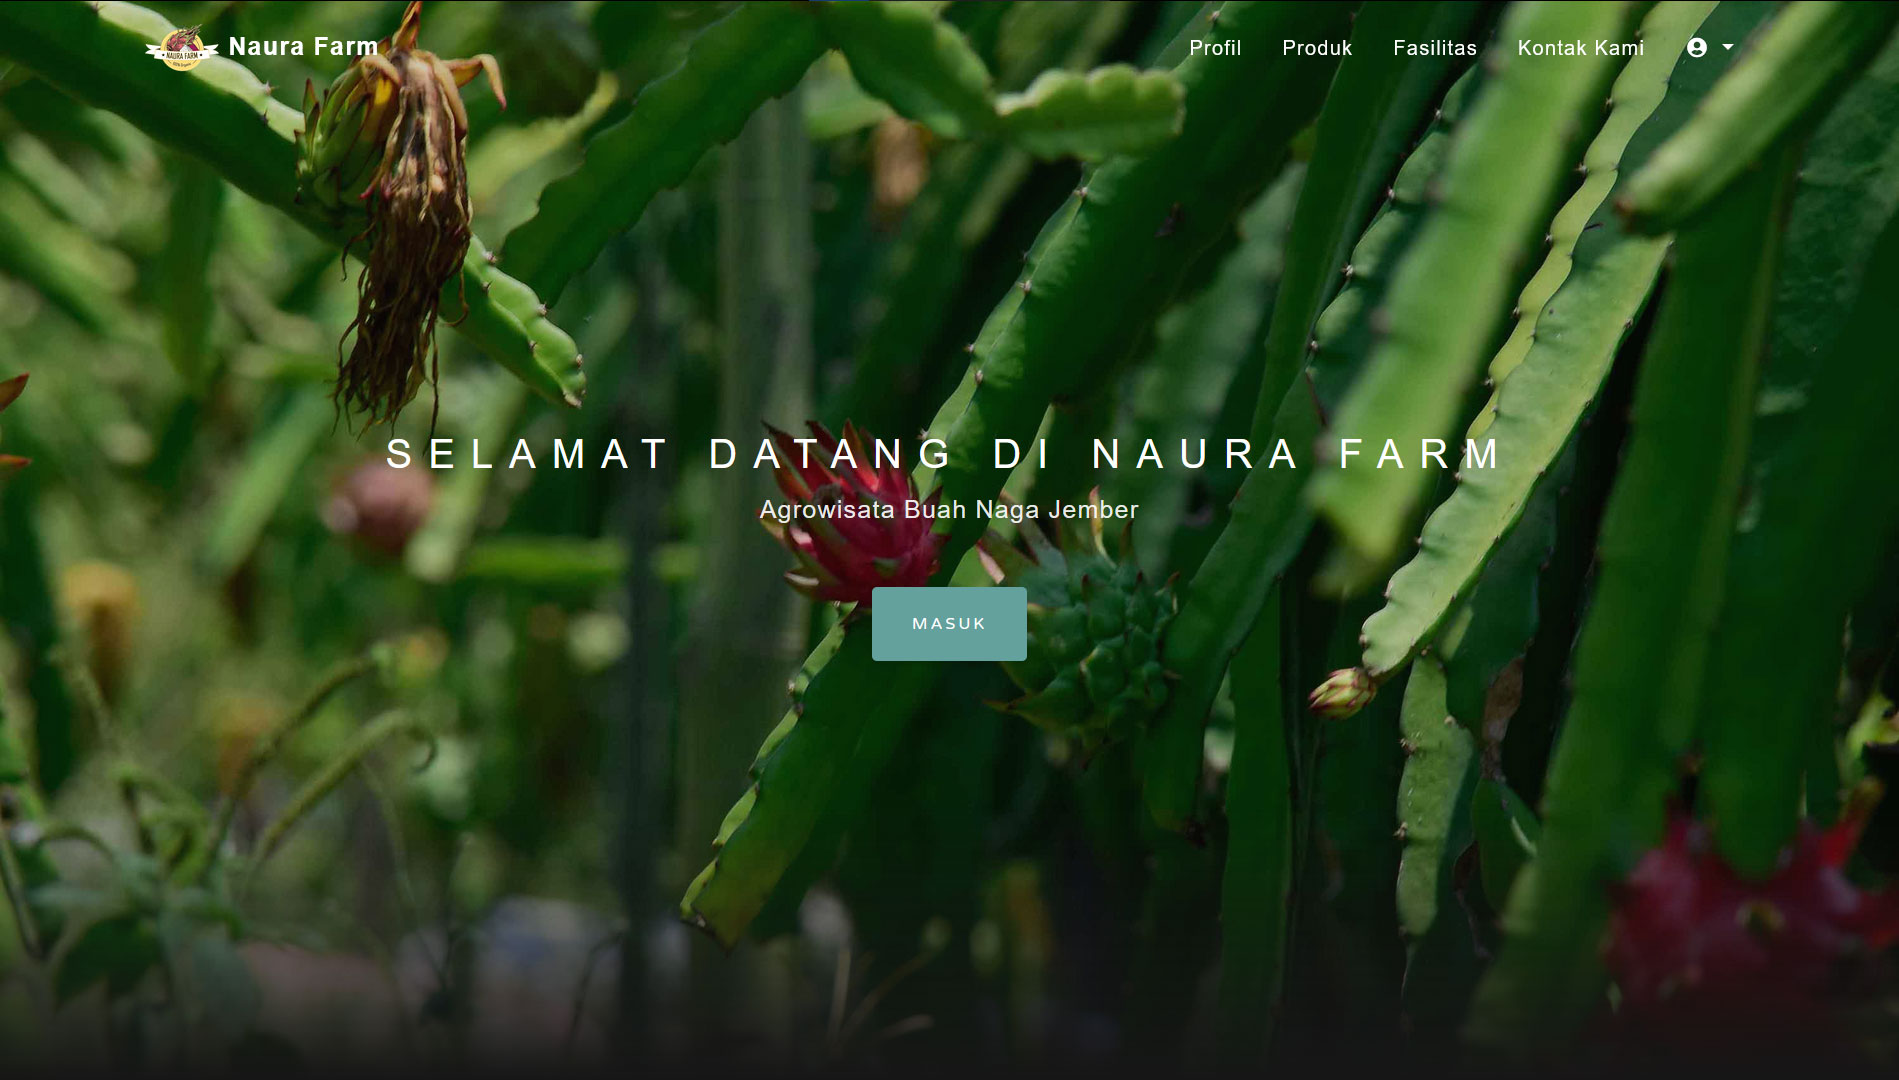 NAURA FARM
Naura Farm
Profil
Produk
Fasilitas
Kontak Kami
SELAMAT DATANG DI NAURA FARM
Agrowisata Buah Naga Jember
MASUK